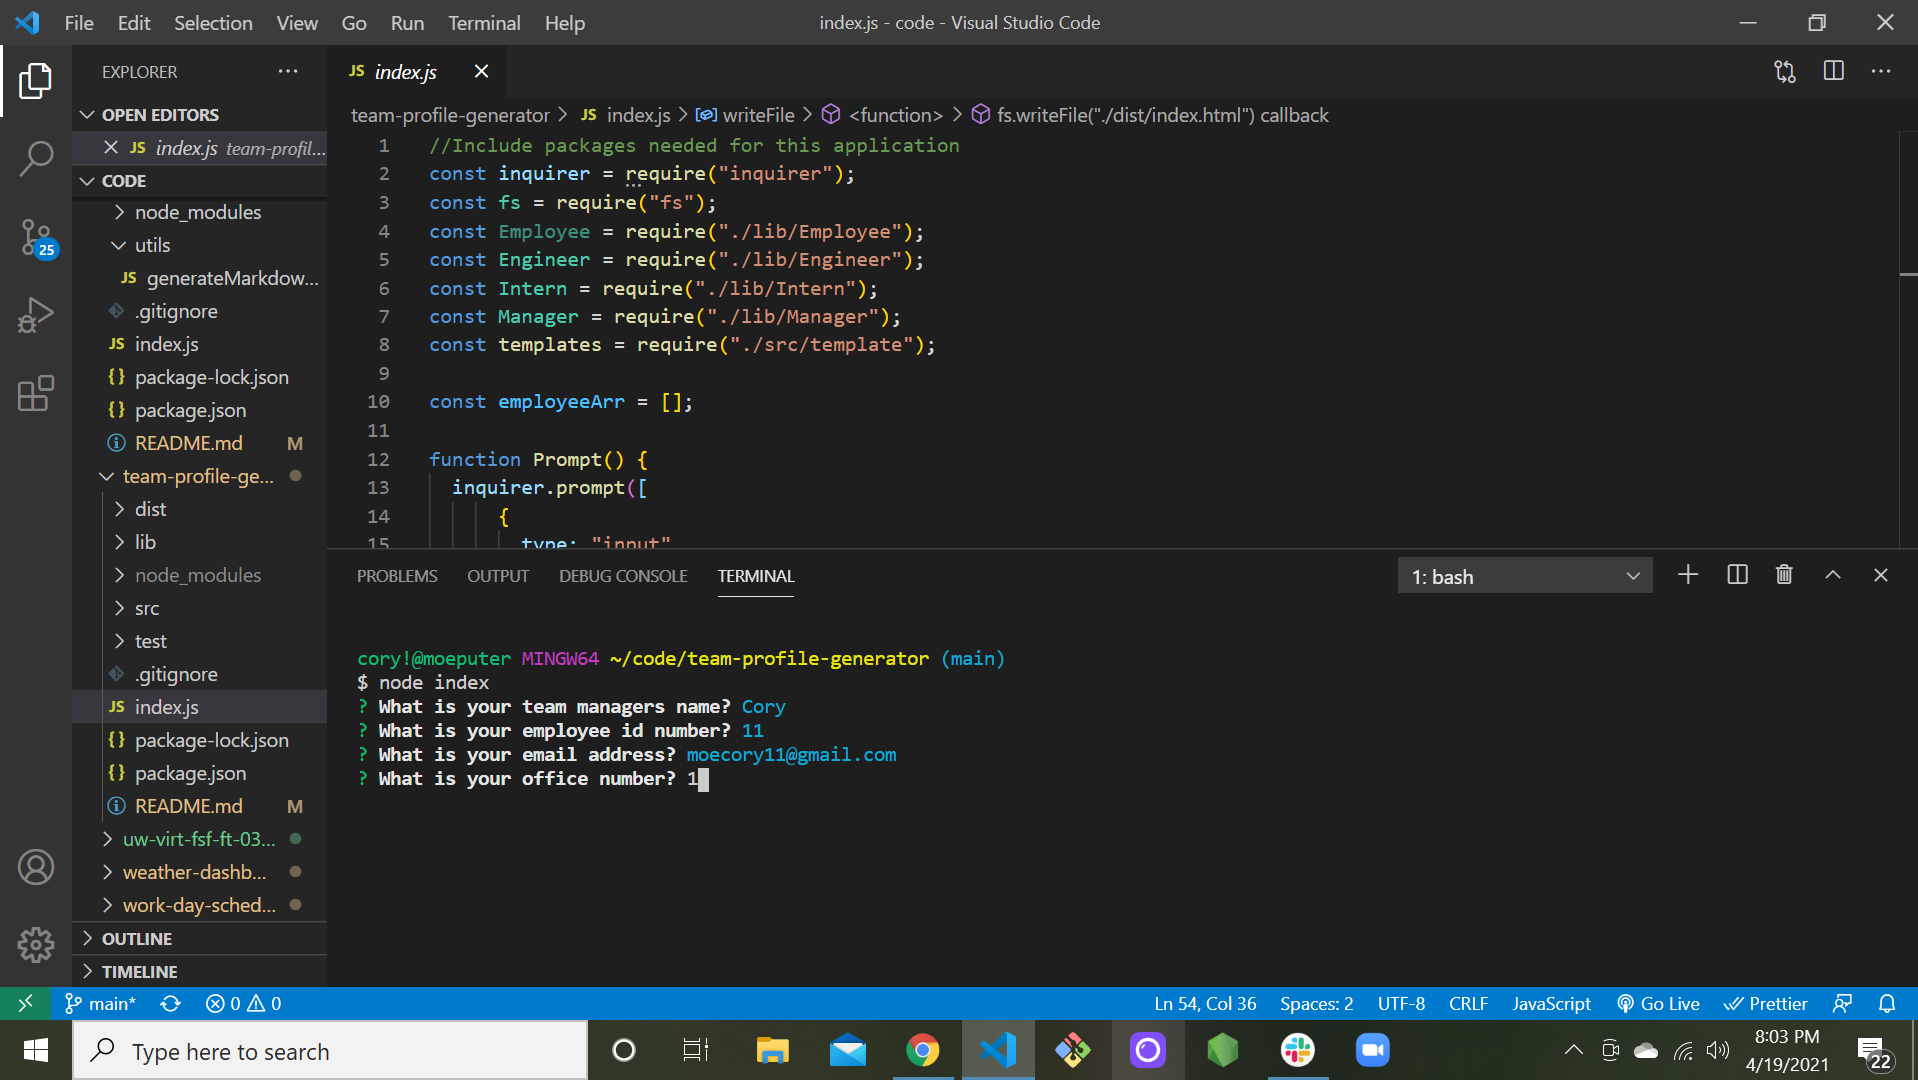 File Edit Selection View Go Run Terminal Help index.js - code - Visual Studio Code
EXPLORER ···
JS index.js
OPEN EDITORS
JS index.js team-profil...
CODE
node_modules
utils
JS generateMarkdow...
.gitignore
JS index.js
{} package-lock.json
{} package.json
README.md M
team-profile-ge...
dist
lib
node_modules
src
test
.gitignore
JS index.js
{} package-lock.json
{} package.json
README.md M
uw-virt-fsf-ft-03...
weather-dashb...
work-day-sched...
OUTLINE
TIMELINE
25
team-profile-generator > JS index.js > writeFile > <function> > fs.writeFile("./dist/index.html") callback
1 //Include packages needed for this application
2 const inquirer = require("inquirer");
3 const fs = require("fs");
4 const Employee = require("./lib/Employee");
5 const Engineer = require("./lib/Engineer");
6 const Intern = require("./lib/Intern");
7 const Manager = require("./lib/Manager");
8 const templates = require("./src/template");
9
10 const employeeArr = [];
11
12 function Prompt() {
13 inquirer.prompt([
14 {
15 type: "input"
PROBLEMS OUTPUT DEBUG CONSOLE TERMINAL 1: bash
cory!@moeputer MINGW64 ~/code/team-profile-generator (main)
$ node index
? What is your team managers name? Cory
? What is your employee id number? 11
? What is your email address? moecory11@gmail.com
? What is your office number? 1
main* 0 0 Ln 54, Col 36 Spaces: 2 UTF-8 CRLF JavaScript Go Live Prettier
Type here to search
8:03 PM
4/19/2021
22